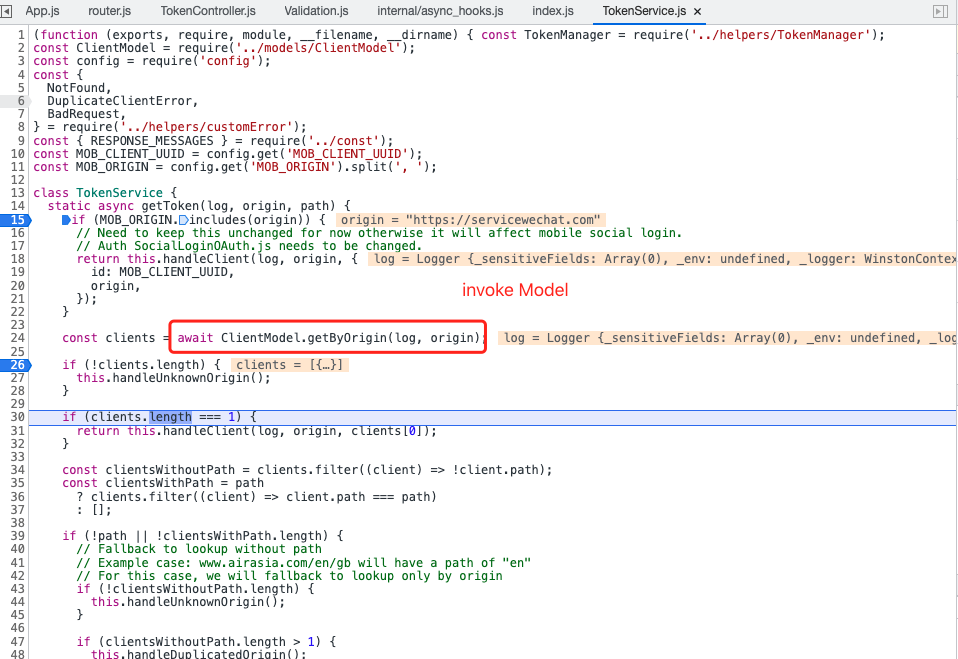 App.js router.js TokenController.js Validation.js internal/async_hooks.js index.js TokenService.js ×
1 (function (exports, require, module, __filename, __dirname) { const TokenManager = require('../helpers/TokenManager');
2 const ClientModel = require('../models/ClientModel');
3 const config = require('config');
4 const {
5 NotFound,
6 DuplicateClientError,
7 BadRequest,
8 } = require('../helpers/customError');
9 const { RESPONSE_MESSAGES } = require('../const');
10 const MOB_CLIENT_UUID = config.get('MOB_CLIENT_UUID');
11 const MOB_ORIGIN = config.get('MOB_ORIGIN').split(', ');
12
13 class TokenService {
14 static async getToken(log, origin, path) {
15 if (MOB_ORIGIN.includes(origin)) { origin = "https://servicewechat.com"
16 // Need to keep this unchanged for now otherwise it will affect mobile social login.
17 // Auth SocialLoginOAuth.js needs to be changed.
18 return this.handleClient(log, origin, { log = Logger {_sensitiveFields: Array(0), _env: undefined, _logger: WinstonContex
19 id: MOB_CLIENT_UUID,
20 origin,
21 });
invoke Model
22 }
23
24 const clients = await ClientModel.getByOrigin(log, origin); log = Logger {_sensitiveFields: Array(0), _env: undefined, _log
25
26 if (!clients.length) { clients = [{…}]
27 this.handleUnknownOrigin();
28 }
29
30 if (clients.length === 1) {
31 return this.handleClient(log, origin, clients[0]);
32 }
33
34 const clientsWithoutPath = clients.filter((client) => !client.path);
35 const clientsWithPath = path
36 ? clients.filter((client) => client.path === path)
37 : [];
38
39 if (!path || !clientsWithPath.length) {
40 // Fallback to lookup without path
41 // Example case: www.airasia.com/en/gb will have a path of "en"
42 // For this case, we will fallback to lookup only by origin
43 if (!clientsWithoutPath.length) {
44 this.handleUnknownOrigin();
45 }
46
47 if (clientsWithoutPath.length > 1) {
48 this.handleDuplicatedOrigin();